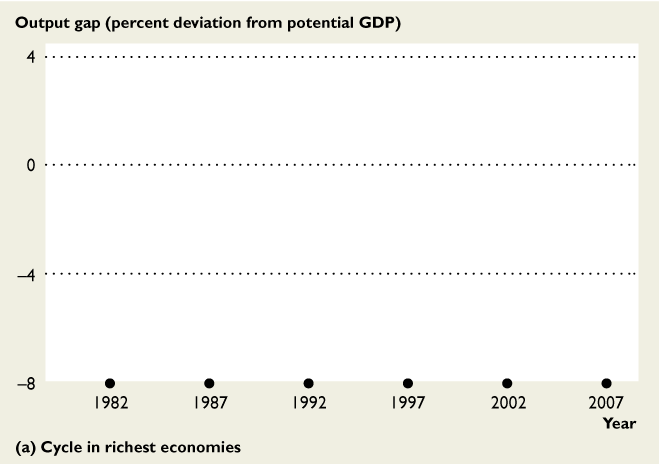 Output gap (percent deviation from potential GDP)
4
0
–4
–8
1982 1987 1992 1997 2002 2007
Year
(a) Cycle in richest economies